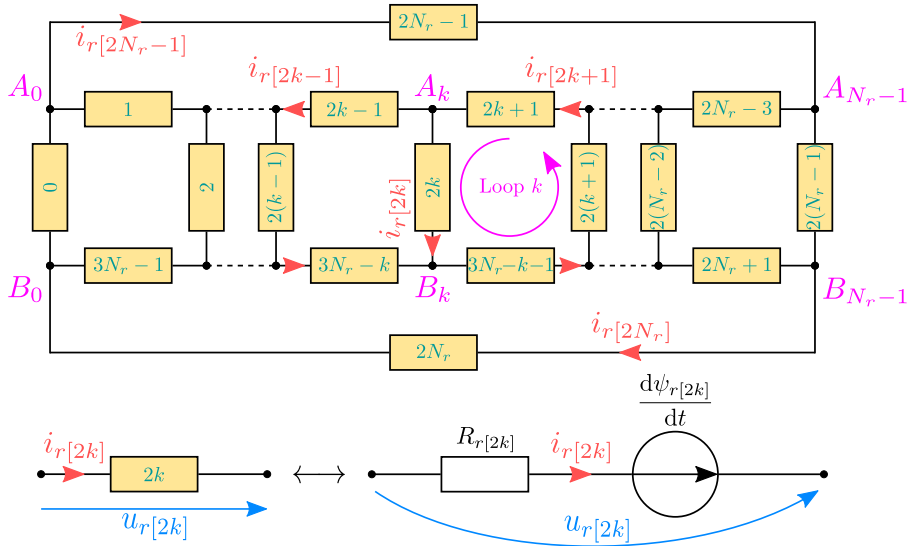 2N_r−1
i_{r[2N_r−1]}
A_0
i_{r[2k−1]}
A_k
i_{r[2k+1]}
A_{N_r−1}
1
2k−1
2k+1
2N_r−3
0
2
2(k−1)
2k
i_{r[2k]}
Loop k
2(k+1)
2(N_r−2)
2(N_r−1)
B_0
3N_r−1
3N_r−k
B_k
3N_r−k−1
2N_r+1
B_{N_r−1}
2N_r
i_{r[2N_r]}
i_{r[2k]}
2k
u_{r[2k]}
R_{r[2k]}
i_{r[2k]}
dψ_{r[2k]}
dt
u_{r[2k]}